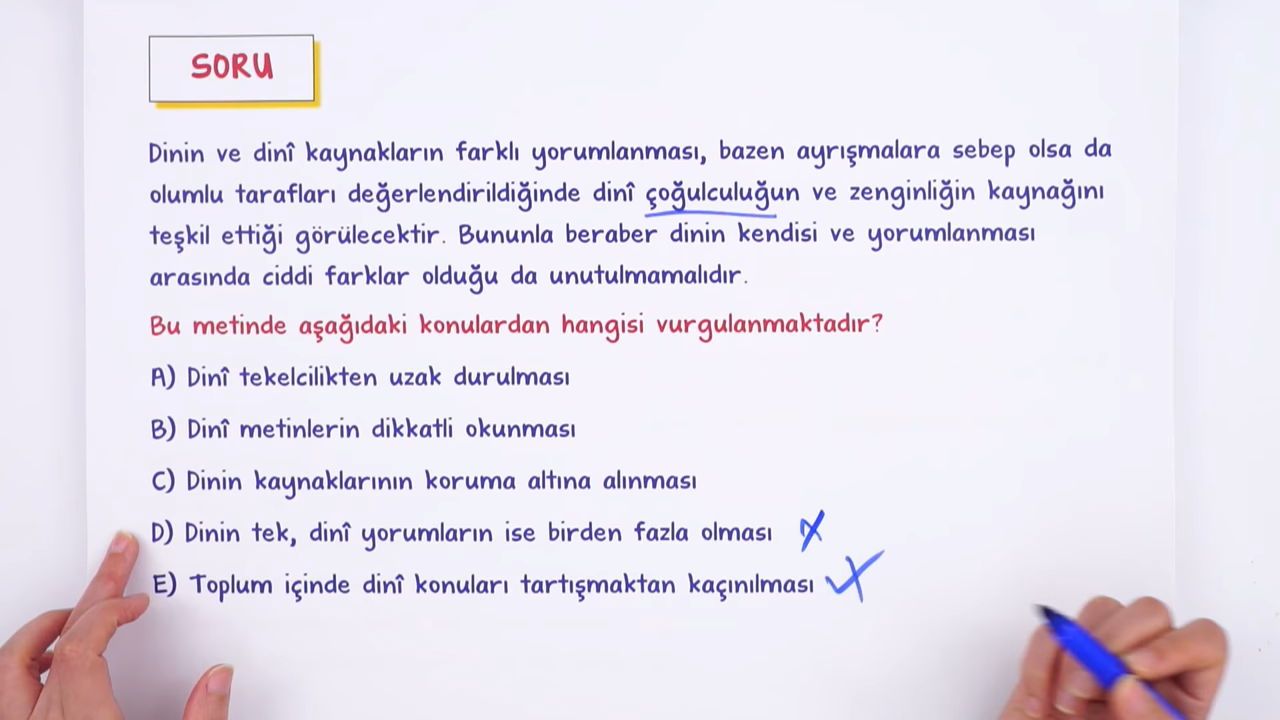 SORU
Dinin ve dinî kaynakların farklı yorumlanması, bazen ayrışmalara sebep olsa da
olumlu tarafları değerlendirildiğinde dinî çoğulculuğun ve zenginliğin kaynağını
teşkil ettiği görülecektir. Bununla beraber dinin kendisi ve yorumlanması
arasında ciddi farklar olduğu da unutulmamalıdır.
Bu metinde aşağıdaki konulardan hangisi vurgulanmaktadır?
A) Dinî tekelcilikten uzak durulması
B) Dinî metinlerin dikkatli okunması
C) Dinin kaynaklarının koruma altına alınması
D) Dinin tek, dinî yorumların ise birden fazla olması
E) Toplum içinde dinî konuları tartışmaktan kaçınılması